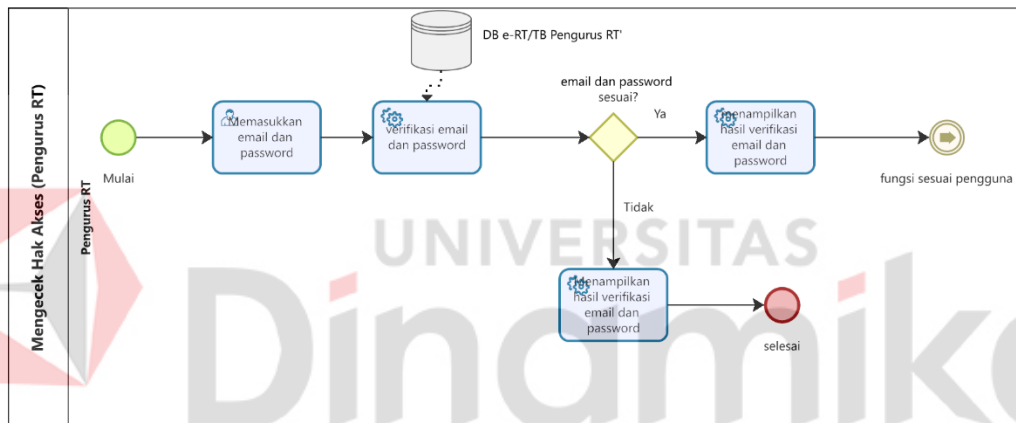 Mengecek Hak Akses (Pengurus RT)
Pengurus RT
DB e-RT/TB Pengurus RT'
Mulai
Memasukkan
email dan
password
verifikasi email
dan password
email dan password
sesuai?
Ya
menampilkan
hasil verifikasi
email dan
password
fungsi sesuai pengguna
Tidak
Menampilkan
hasil verifikasi
email dan
password
selesai
UNIVERSITAS
Dinamika